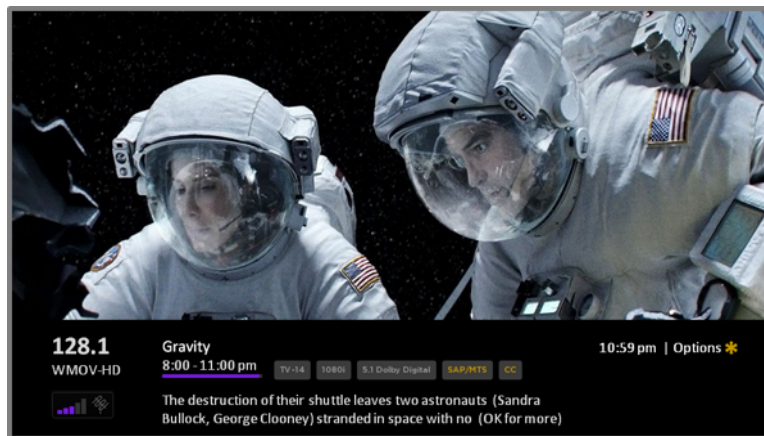 128.1
WMOV-HD
Gravity
8:00 - 11:00 pm
TV-14
1080i
5.1 Dolby Digital
SAP/MTS
CC
10:59 pm | Options ✱
The destruction of their shuttle leaves two astronauts (Sandra
Bullock, George Clooney) stranded in space with no (OK for more)